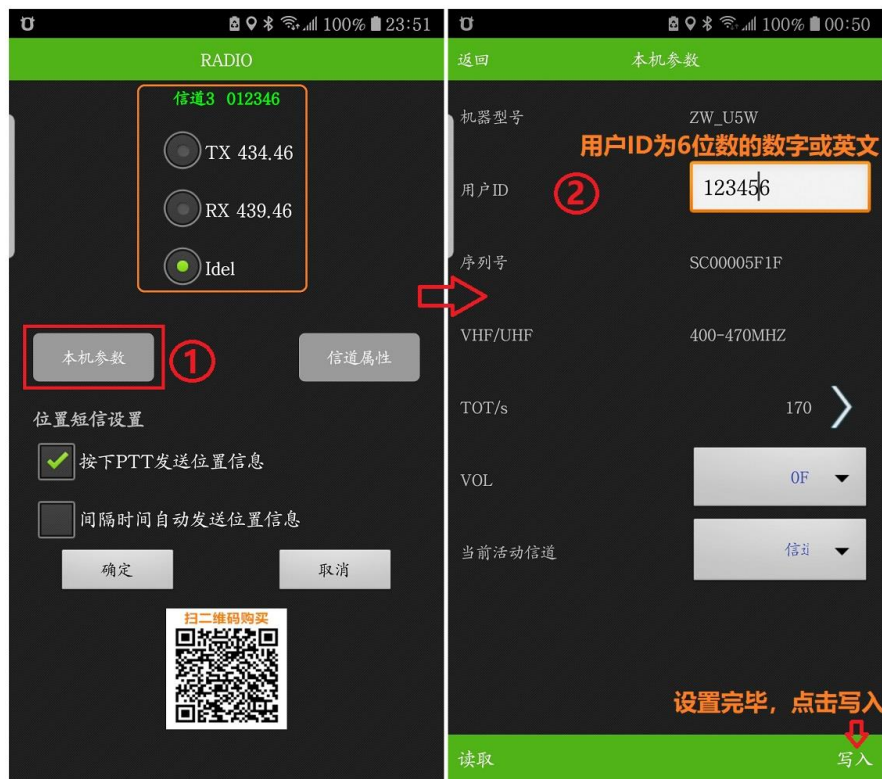 100% 23:51
RADIO
信道3 012346
TX 434.46
RX 439.46
Idel
本机参数
①
信道属性
位置短信设置
按下PTT发送位置信息
间隔时间自动发送位置信息
确定
取消
扫二维码购买
100% 00:50
返回
本机参数
机器型号
ZW_U5W
用户ID为6位数的数字或英文
用户ID
②
123456
序列号
SC00005F1F
VHF/UHF
400-470MHZ
TOT/s
170
VOL
0F
当前活动信道
信道
设置完毕，点击写入
读取
写入